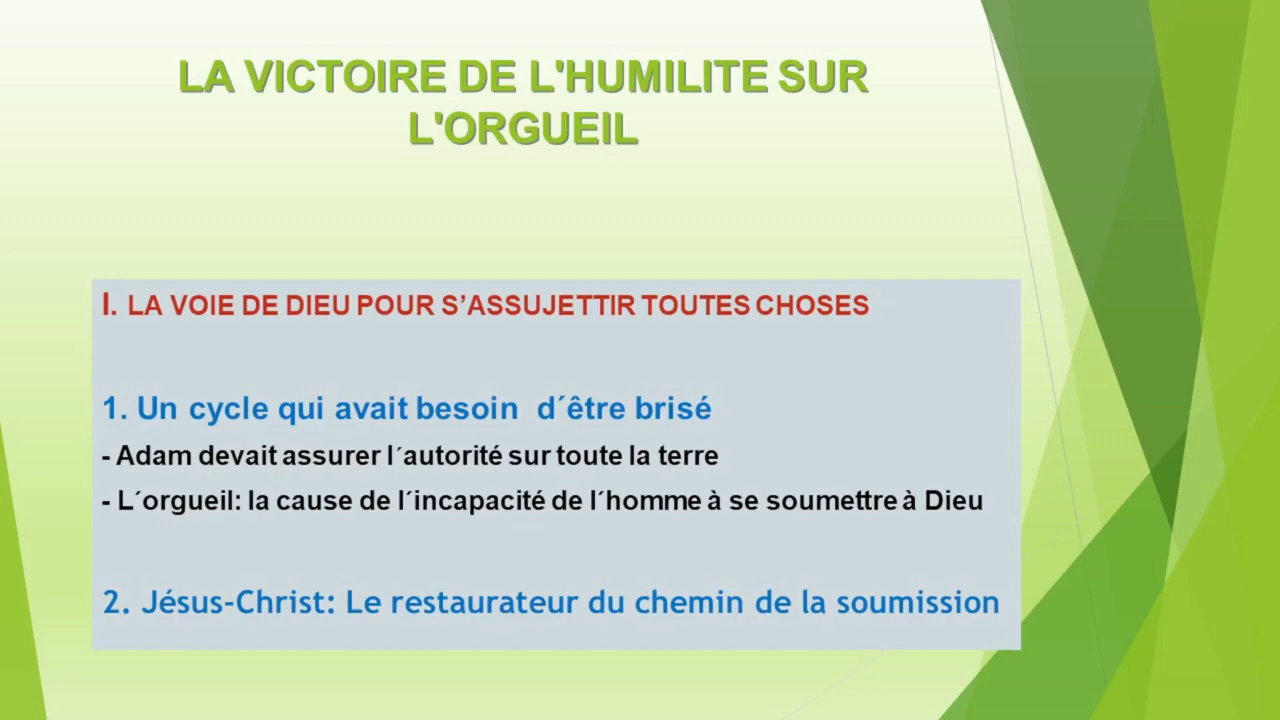 LA VICTOIRE DE L'HUMILITE SUR
L'ORGUEIL
I. LA VOIE DE DIEU POUR S’ASSUJETTIR TOUTES CHOSES
1. Un cycle qui avait besoin  d´être brisé
- Adam devait assurer l´autorité sur toute la terre
- L´orgueil: la cause de l´incapacité de l´homme à se soumettre à Dieu
2. Jésus-Christ: Le restaurateur du chemin de la soumission